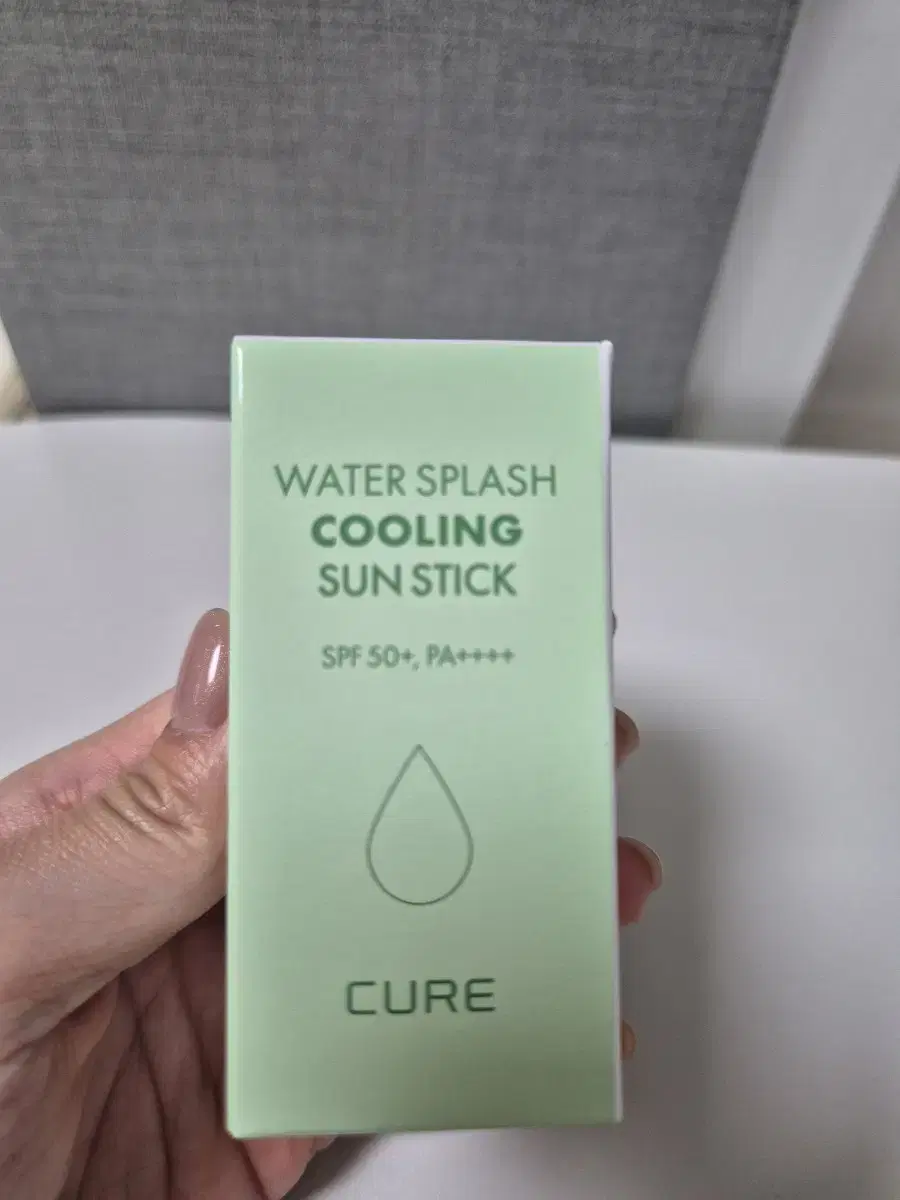 WATER SPLASH
COOLING
SUN STICK
SPF 50+, PA++++
CURE